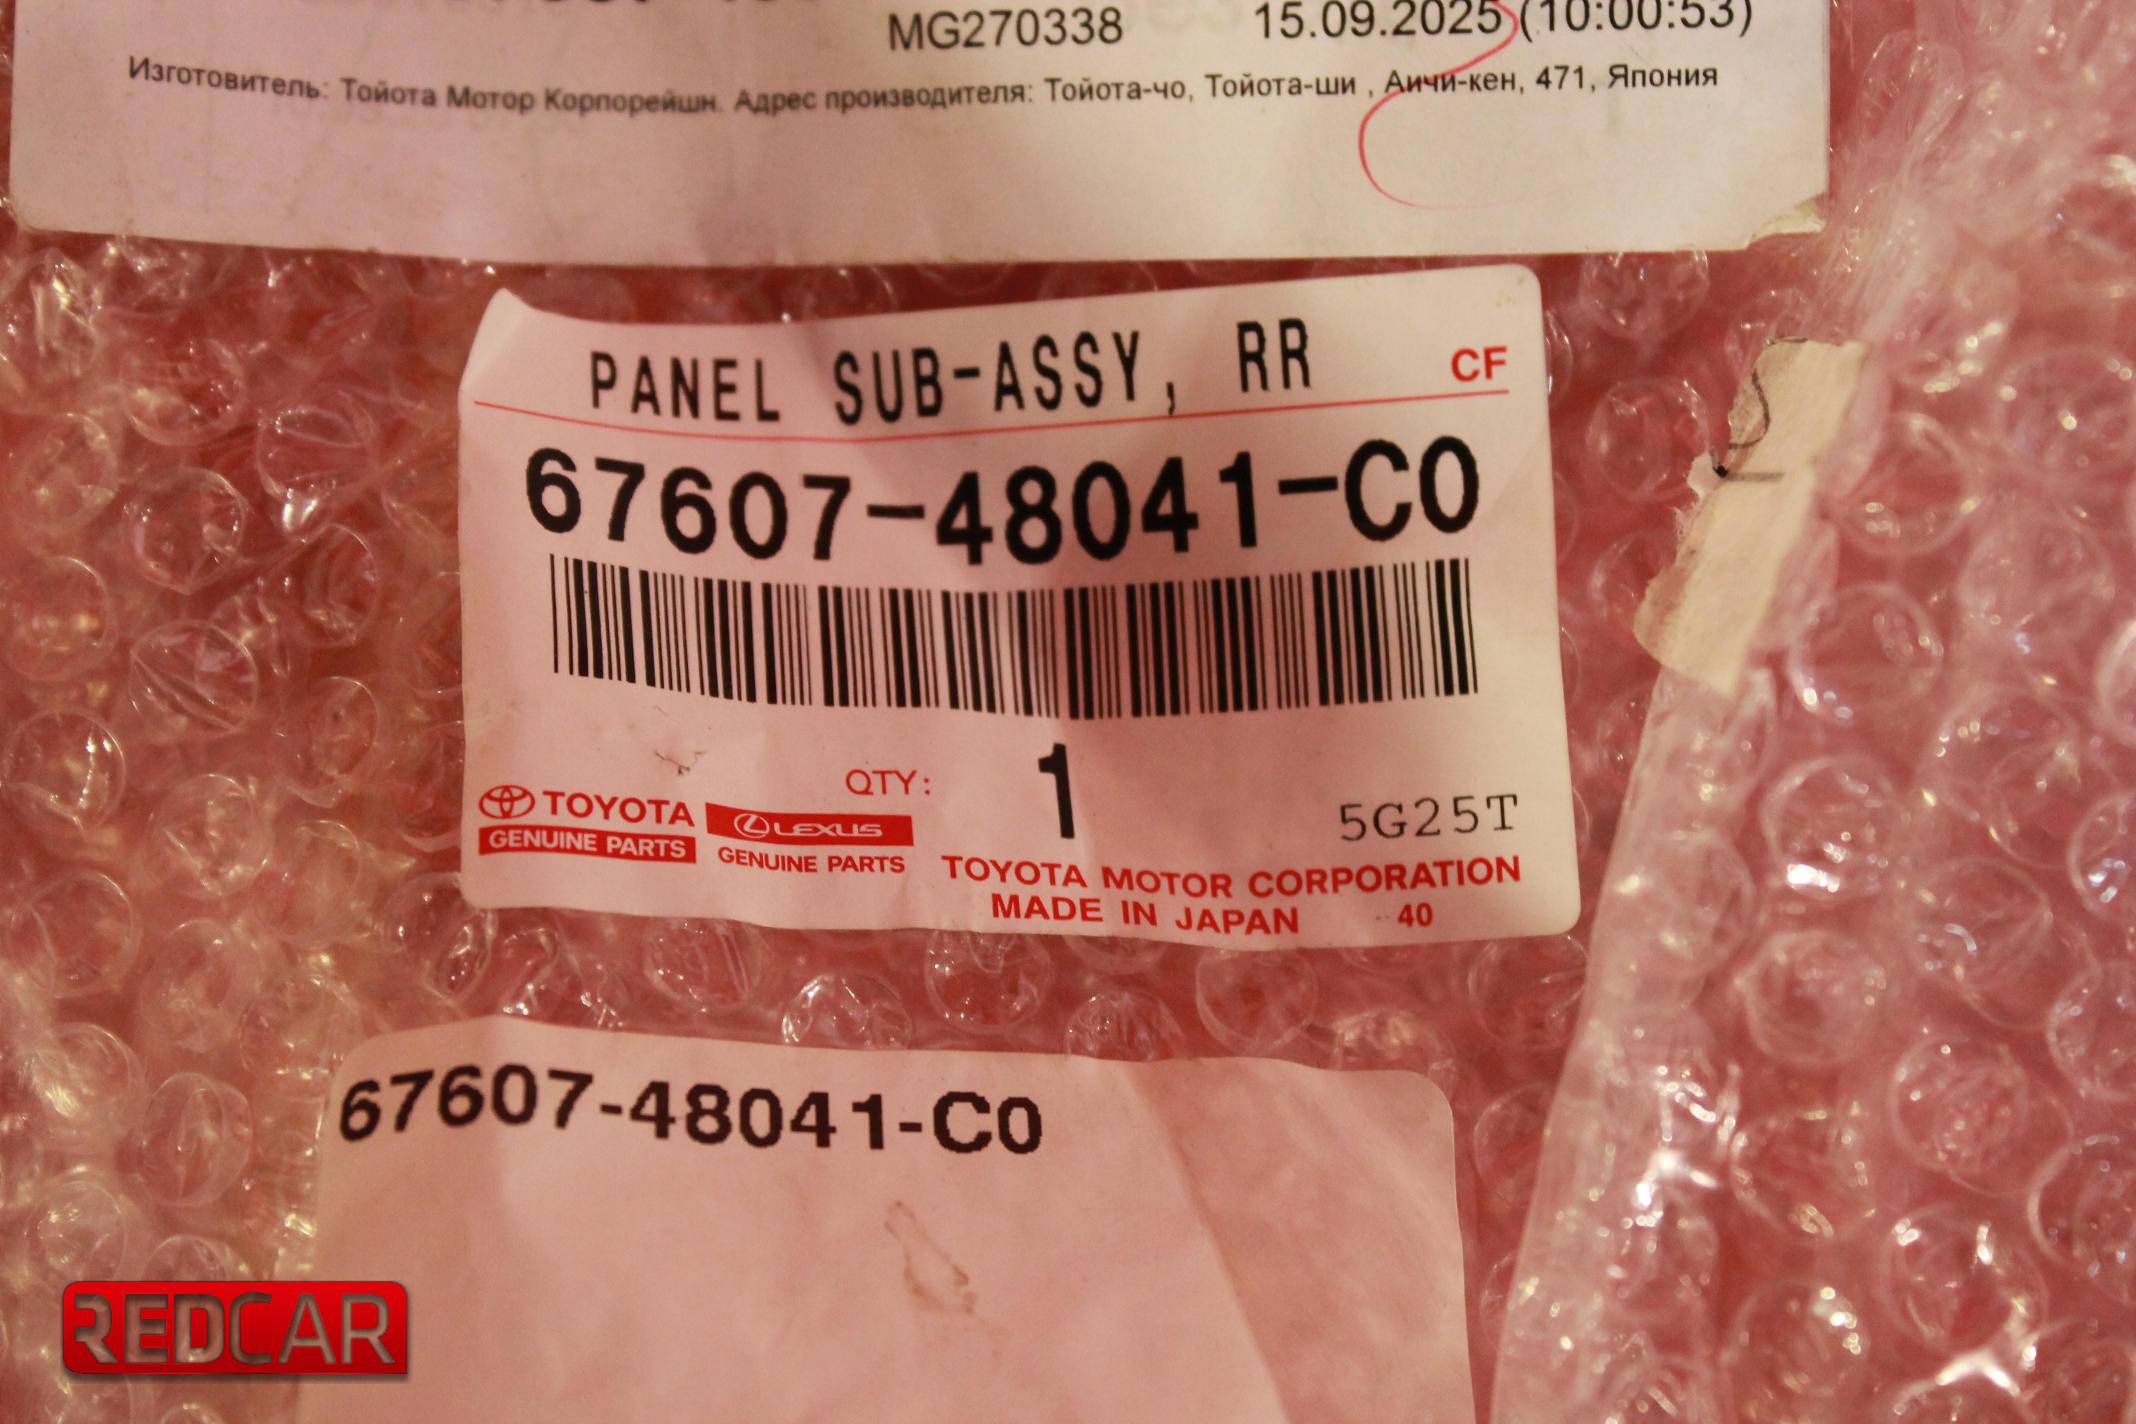 MG270338 15.09.2025 (10:00:53)
Изготовитель: Тойота Мотор Корпорейшн. Адрес производителя: Тойота-чо, Тойота-ши , Аичи-кен, 471, Япония
PANEL SUB-ASSY, RR CF
67607-48041-C0
QTY: 1
5G25T
TOYOTA
GENUINE PARTS
LEXUS
GENUINE PARTS
TOYOTA MOTOR CORPORATION
MADE IN JAPAN 40
67607-48041-C0
REDCAR